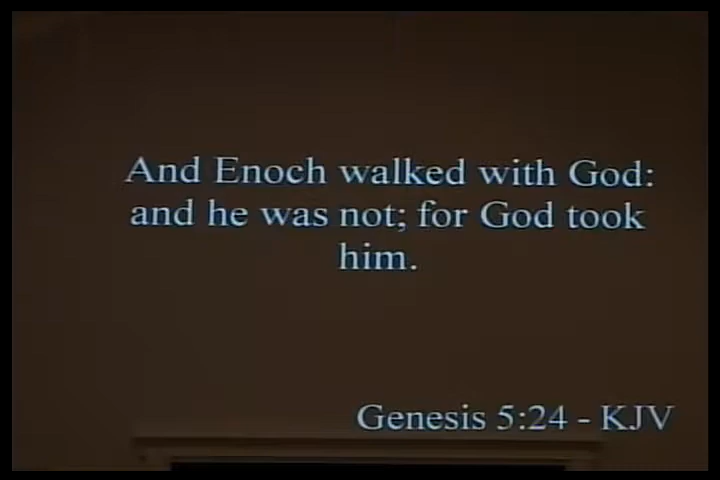 And Enoch walked with God:
and he was not; for God took
him.
Genesis 5:24 - KJV